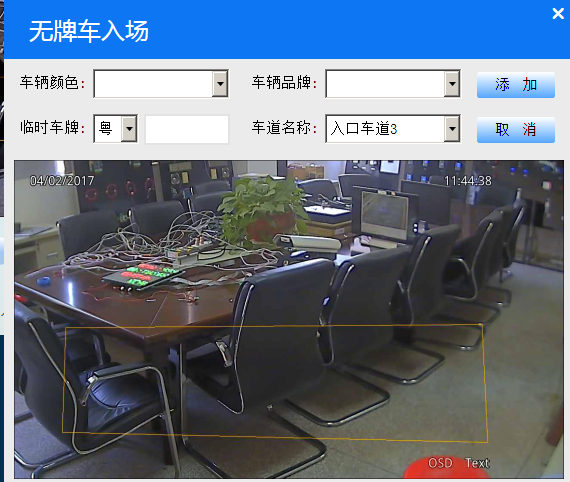 无牌车入场
车辆颜色: 车辆品牌: 添 加
临时车牌: 粤 车道名称: 入口车道3 取 消
04/02/2017 11:44:38
OSD Text